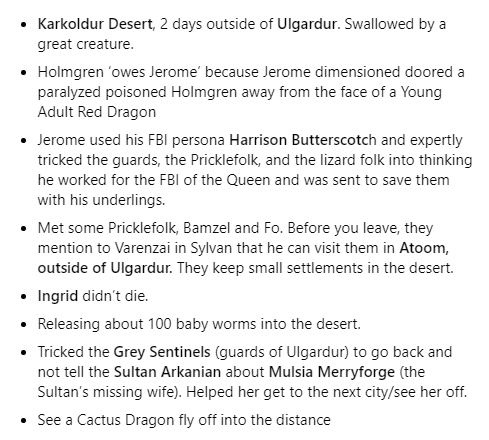 • Karkoldur Desert, 2 days outside of Ulgardur. Swallowed by a
great creature.
• Holmgren ‘owes Jerome’ because Jerome dimensioned doored a
paralyzed poisoned Holmgren away from the face of a Young
Adult Red Dragon
• Jerome used his FBI persona Harrison Butterscotch and expertly
tricked the guards, the Pricklefolk, and the lizard folk into thinking
he worked for the FBI of the Queen and was sent to save them
with his underlings.
• Met some Pricklefolk, Bamzel and Fo. Before you leave, they
mention to Varenzai in Sylvan that he can visit them in Atoom,
outside of Ulgardur. They keep small settlements in the desert.
• Ingrid didn’t die.
• Releasing about 100 baby worms into the desert.
• Tricked the Grey Sentinels (guards of Ulgardur) to go back and
not tell the Sultan Arkanian about Mulsia Merryforge (the
Sultan’s missing wife). Helped her get to the next city/see her off.
• See a Cactus Dragon fly off into the distance